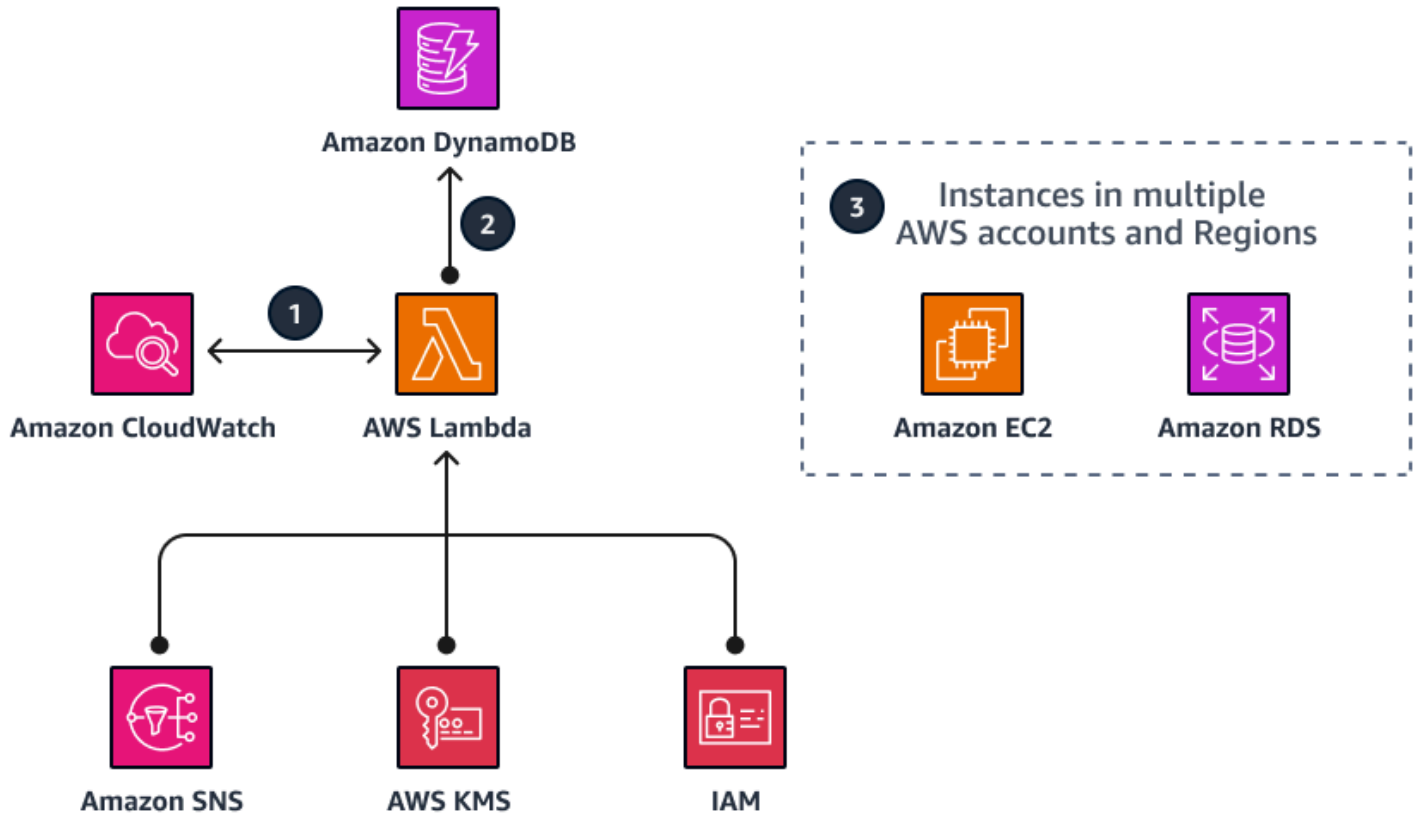 Amazon DynamoDB
2
3
Instances in multiple
AWS accounts and Regions
1
Amazon CloudWatch
AWS Lambda
Amazon EC2
Amazon RDS
Amazon SNS
AWS KMS
IAM